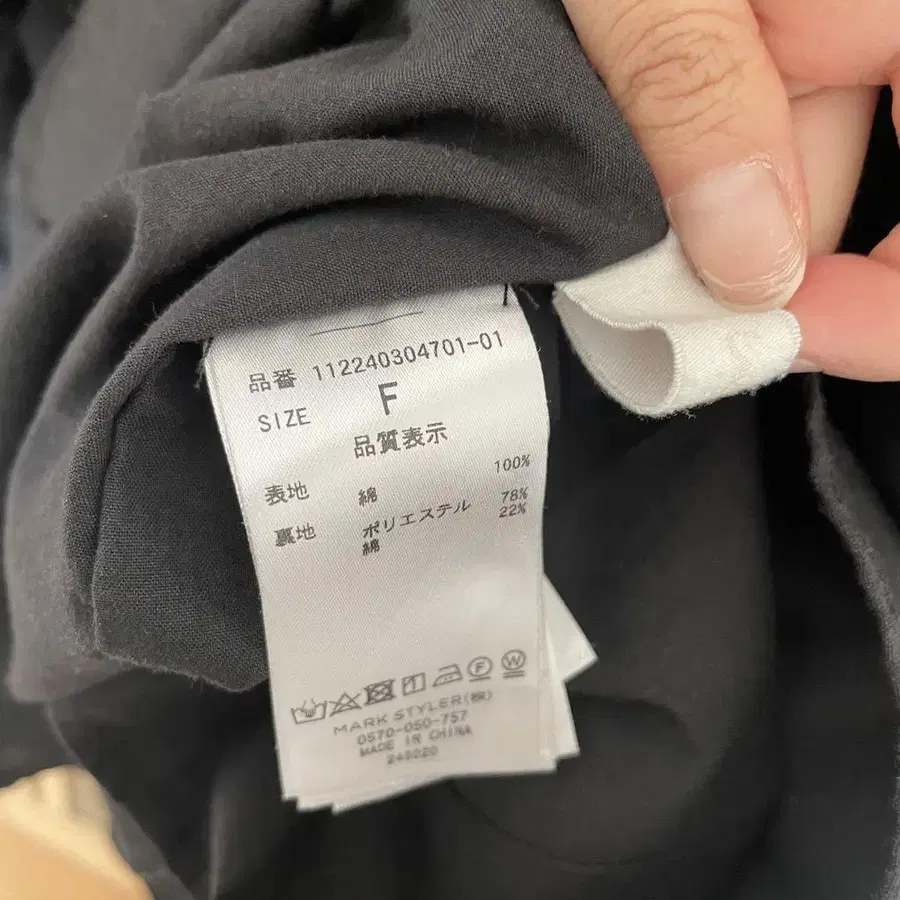 品番 112240304701-01
SIZE F
品質表示
表地 綿 100%
裏地 ポリエステル 78%
綿 22%
F W
MARK STYLER(株)
0570-050-757
MADE IN CHINA
245020